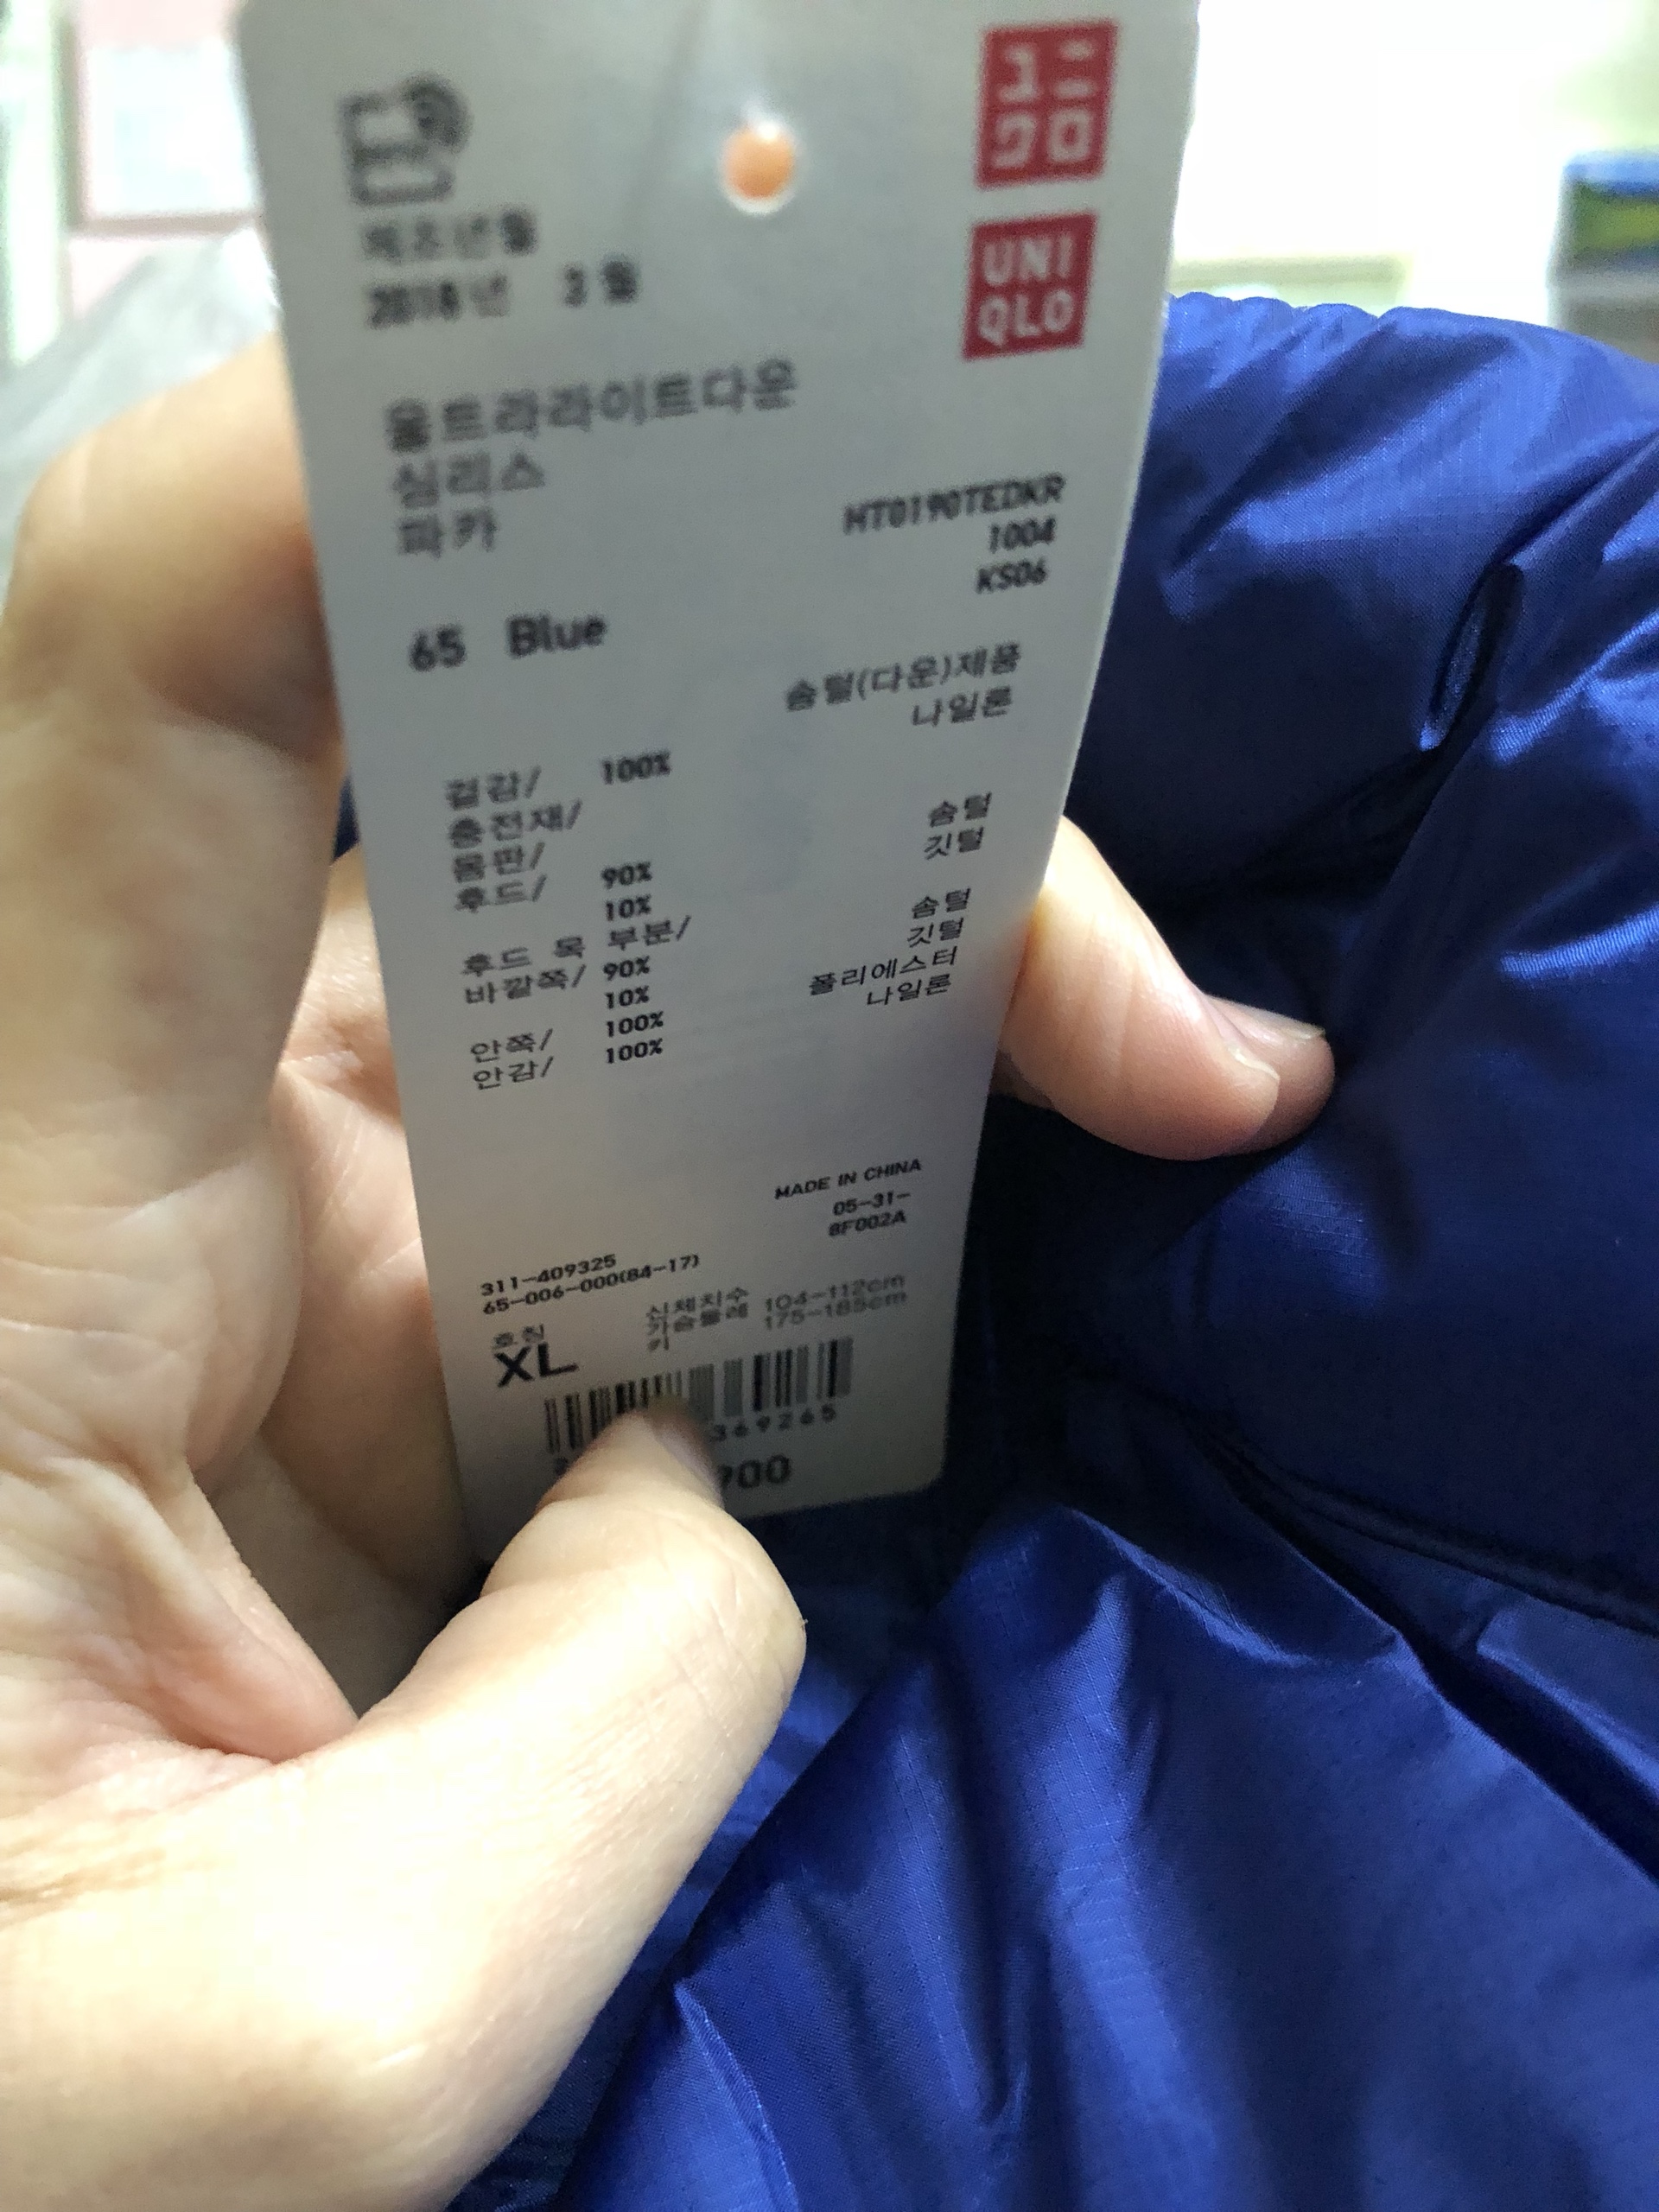 ユニ
クロ
UNI
QLO
제조년월
2018년 3월
울트라라이트다운
심리스
파카
HT0190TEDKR
1004
KS06
65 Blue
솜털(다운)제품
겉감/ 100% 나일론
충전재/
몸판/
후드/ 90% 솜털
10% 깃털
후드 목 부분/
바깥쪽/ 90% 솜털
10% 깃털
안쪽/ 100% 폴리에스터
안감/ 100% 나일론
MADE IN CHINA
05-31-
8F002A
311-409325
65-006-000(84-17)
호칭
XL
신체치수
가슴둘레 104-112cm
키 175-185cm
369265
900